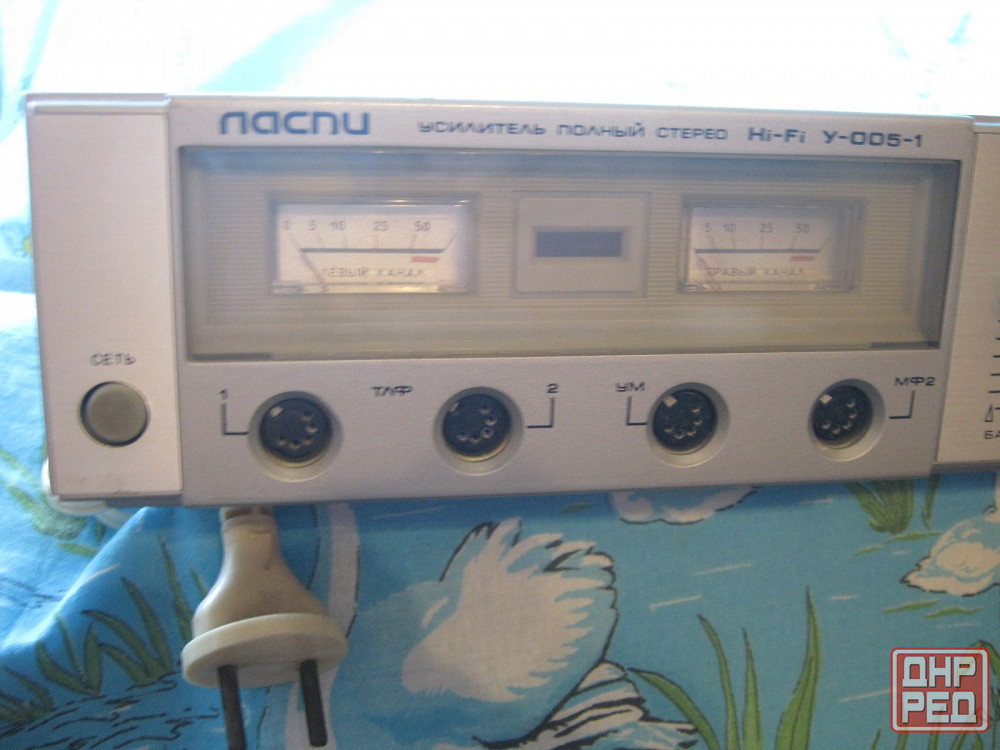 ласпи
УСИЛИТЕЛЬ ПОЛНЫЙ СТЕРЕО Hi-Fi У-005-1
0 5 10 25 50
ЛЕВЫЙ КАНАЛ
5 10 25 50
ПРАВЫЙ КАНАЛ
СЕТЬ
1 ТЛФ 2 УМ МФ2
ДНР
РЕД